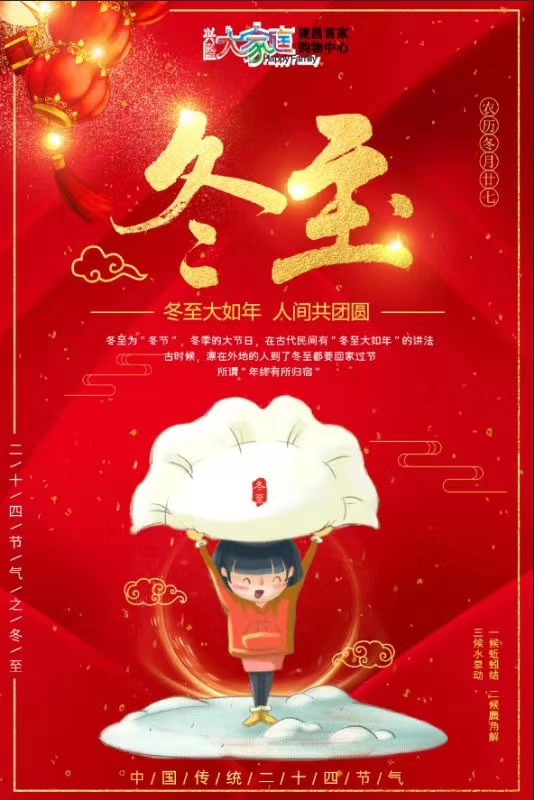 兴隆大家庭
Happy Family
建昌首家
购物中心
农历冬月廿七
冬至
冬至大如年 人间共团圆
冬至为“冬节”，冬季的大节日，在古代民间有“冬至大如年”的讲法
古时候，漂在外地的人到了冬至都要回家过节
所谓“年终有所归宿”
冬至
二/十/四/节/气/之/冬/至
一候蚯蚓结 二候麋角解
三候水泉动
中/国/传/统/二/十/四/节/气